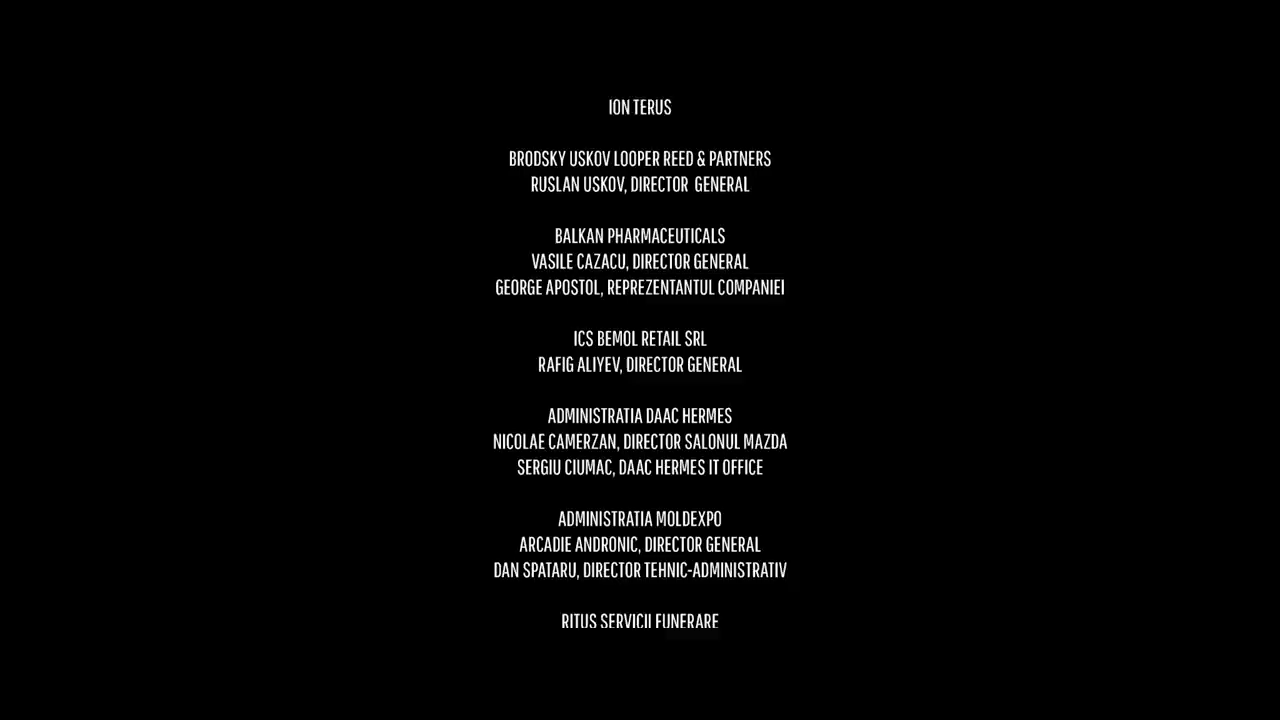 ION TERUS
BRODSKY USKOV LOOPER REED & PARTNERS
RUSLAN USKOV, DIRECTOR GENERAL
BALKAN PHARMACEUTICALS
VASILE CAZACU, DIRECTOR GENERAL
GEORGE APOSTOL, REPREZENTANTUL COMPANIEI
ICS BEMOL RETAIL SRL
RAFIG ALIYEV, DIRECTOR GENERAL
ADMINISTRATIA DAAC HERMES
NICOLAE CAMERZAN, DIRECTOR SALONUL MAZDA
SERGIU CIUMAC, DAAC HERMES IT OFFICE
ADMINISTRATIA MOLDEXPO
ARCADIE ANDRONIC, DIRECTOR GENERAL
DAN SPATARU, DIRECTOR TEHNIC-ADMINISTRATIV
RITUS SERVICII FUNERARE